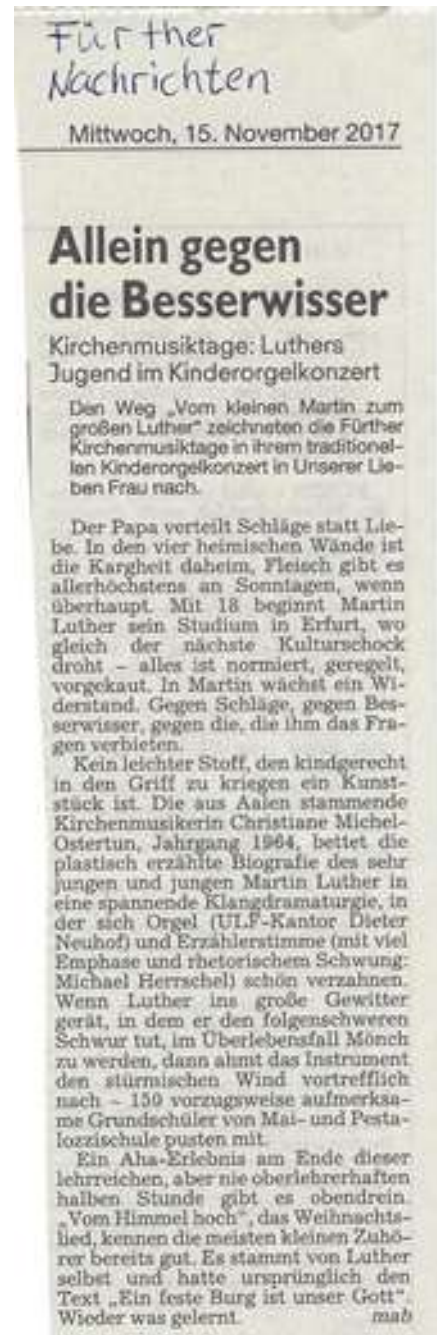 Fürther
Nachrichten
Mittwoch, 15. November 2017
Allein gegen
die Besserwisser
Kirchenmusiktage: Luthers
Jugend im Kinderorgelkonzert
Den Weg „Vom kleinen Martin zum
großen Luther“ zeichneten die Fürther
Kirchenmusiktage in ihrem traditionel-
len Kinderorgelkonzert in Unserer Lie-
ben Frau nach.
Der Papa verteilt Schläge statt Lie-
be. In den vier heimischen Wände ist
die Kargheit daheim, Fleisch gibt es
allerhöchstens an Sonntagen, wenn
überhaupt. Mit 18 beginnt Martin
Luther sein Studium in Erfurt, wo
gleich der nächste Kulturschock
droht – alles ist normiert, geregelt,
vorgekaut. In Martin wächst ein Wi-
derstand. Gegen Schläge, gegen Bes-
serwisser, gegen die, die ihm das Fra-
gen verbieten.
Kein leichter Stoff, den kindgerecht
in den Griff zu kriegen ein Kunst-
stück ist. Die aus Aalen stammende
Kirchenmusikerin Christiane Michel-
Ostertun, Jahrgang 1964, bettet die
plastisch erzählte Biografie des sehr
jungen und jungen Martin Luther in
eine spannende Klangdramaturgie, in
der sich Orgel (ULF-Kantor Dieter
Neuhof) und Erzählerstimme (mit viel
Emphase und rhetorischem Schwung:
Michael Herrschel) schön verzahnen.
Wenn Luther ins große Gewitter
gerät, in dem er den folgenschweren
Schwur tut, im Überlebensfall Mönch
zu werden, dann ahmt das Instrument
den stürmischen Wind vortrefflich
nach – 150 vorzugsweise aufmerksa-
me Grundschüler von Mai- und Pesta-
lozzischule pusten mit.
Ein Aha-Erlebnis am Ende dieser
lehrreichen, aber nie oberlehrerhaften
halben Stunde gibt es obendrein.
„Vom Himmel hoch“, das Weihnachts-
lied, kennen die meisten kleinen Zuhö-
rer bereits gut. Es stammt von Luther
selbst und hatte ursprünglich den
Text „Ein feste Burg ist unser Gott“.
Wieder was gelernt. mab